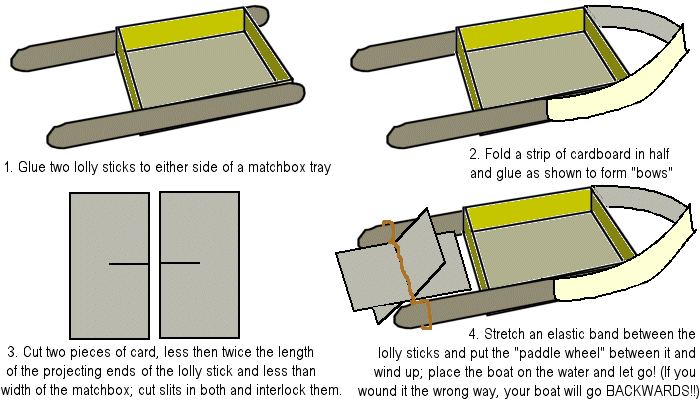 1. Glue two lolly sticks to either side of a matchbox tray
2. Fold a strip of cardboard in half
and glue as shown to form "bows"
3. Cut two pieces of card, less then twice the length
of the projecting ends of the lolly stick and less than
width of the matchbox; cut slits in both and interlock them.
4. Stretch an elastic band between the
lolly sticks and put the "paddle wheel" between it and
wind up; place the boat on the water and let go! (If you
wound it the wrong way, your boat will go BACKWARDS!!)